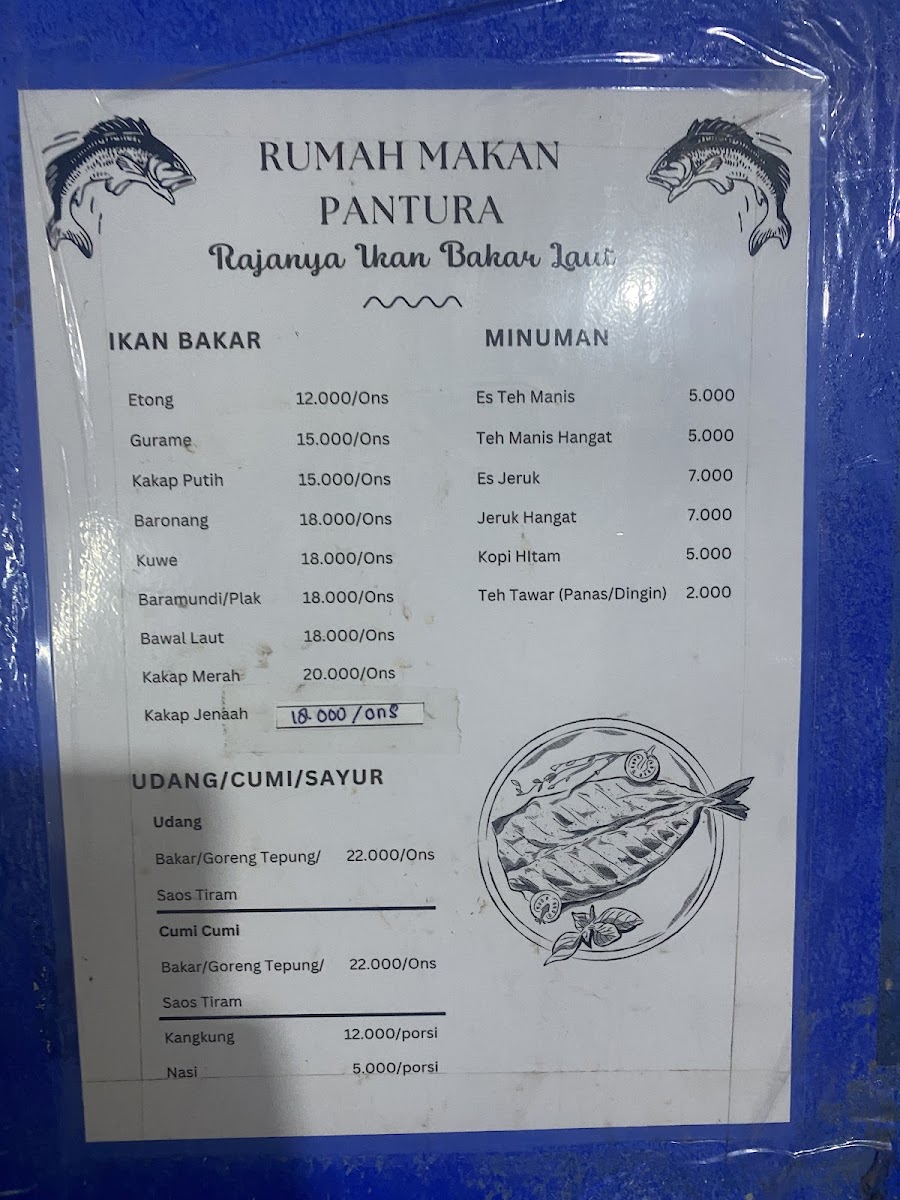 RUMAH MAKAN
PANTURA
Rajanya Ikan Bakar Laut
IKAN BAKAR
Etong 12.000/Ons
Gurame 15.000/Ons
Kakap Putih 15.000/Ons
Baronang 18.000/Ons
Kuwe 18.000/Ons
Baramundi/Plak 18.000/Ons
Bawal Laut 18.000/Ons
Kakap Merah 20.000/Ons
Kakap Jenaah 18.000/ons
UDANG/CUMI/SAYUR
Udang
Bakar/Goreng Tepung/ 22.000/Ons
Saos Tiram
Cumi Cumi
Bakar/Goreng Tepung/ 22.000/Ons
Saos Tiram
Kangkung 12.000/porsi
Nasi 5.000/porsi
MINUMAN
Es Teh Manis 5.000
Teh Manis Hangat 5.000
Es Jeruk 7.000
Jeruk Hangat 7.000
Kopi HItam 5.000
Teh Tawar (Panas/Dingin) 2.000